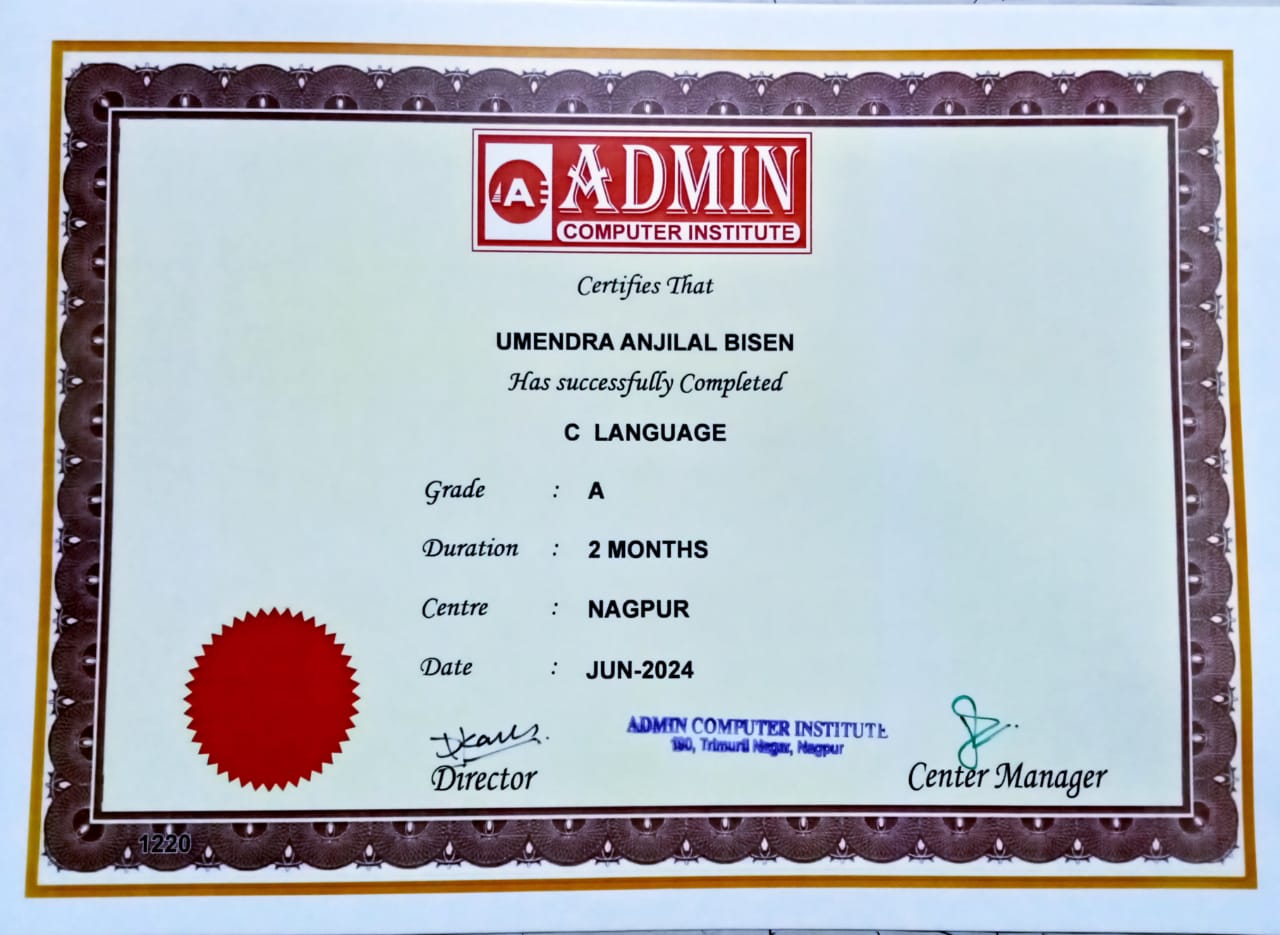 A ADMIN
COMPUTER INSTITUTE
Certifies That
UMENDRA ANJILAL BISEN
Has successfully Completed
C LANGUAGE
Grade : A
Duration : 2 MONTHS
Centre : NAGPUR
Date : JUN-2024
ADMIN COMPUTER INSTITUTE
190, Trimurti Nagar, Nagpur
Director
Center Manager
1220